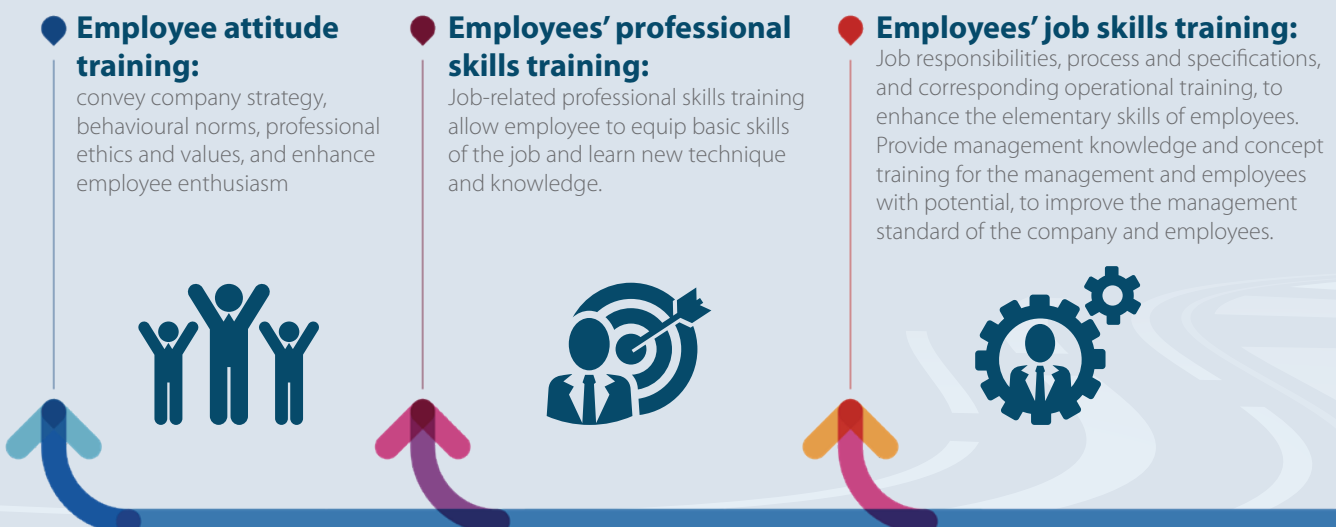 Employee attitude
training:
convey company strategy,
behavioural norms, professional
ethics and values, and enhance
employee enthusiasm
Employees’ professional
skills training:
Job-related professional skills training
allow employee to equip basic skills
of the job and learn new technique
and knowledge.
Employees’ job skills training:
Job responsibilities, process and specifications,
and corresponding operational training, to
enhance the elementary skills of employees.
Provide management knowledge and concept
training for the management and employees
with potential, to improve the management
standard of the company and employees.